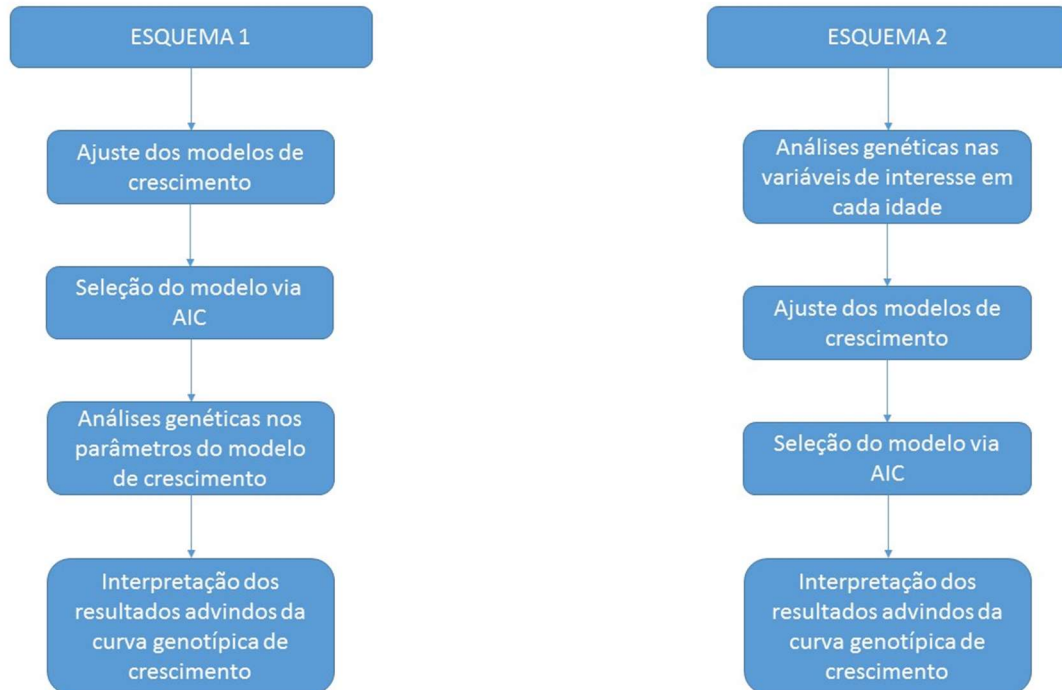 ESQUEMA 1
Ajuste dos modelos de
crescimento
Seleção do modelo via
AIC
Análises genéticas nos
parâmetros do modelo
de crescimento
Interpretação dos
resultados advindos da
curva genotípica de
crescimento
ESQUEMA 2
Análises genéticas nas
variáveis de interesse em
cada idade
Ajuste dos modelos de
crescimento
Seleção do modelo via
AIC
Interpretação dos
resultados advindos da
curva genotípica de
crescimento